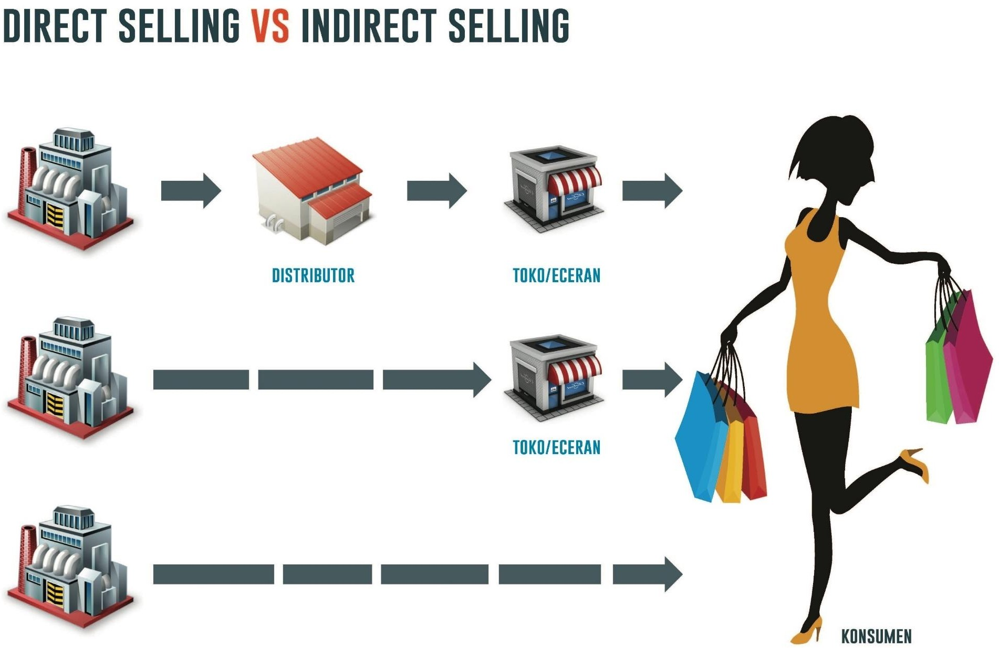 DIRECT SELLING VS INDIRECT SELLING
DISTRIBUTOR
TOKO/ECERAN
TOKO/ECERAN
KONSUMEN